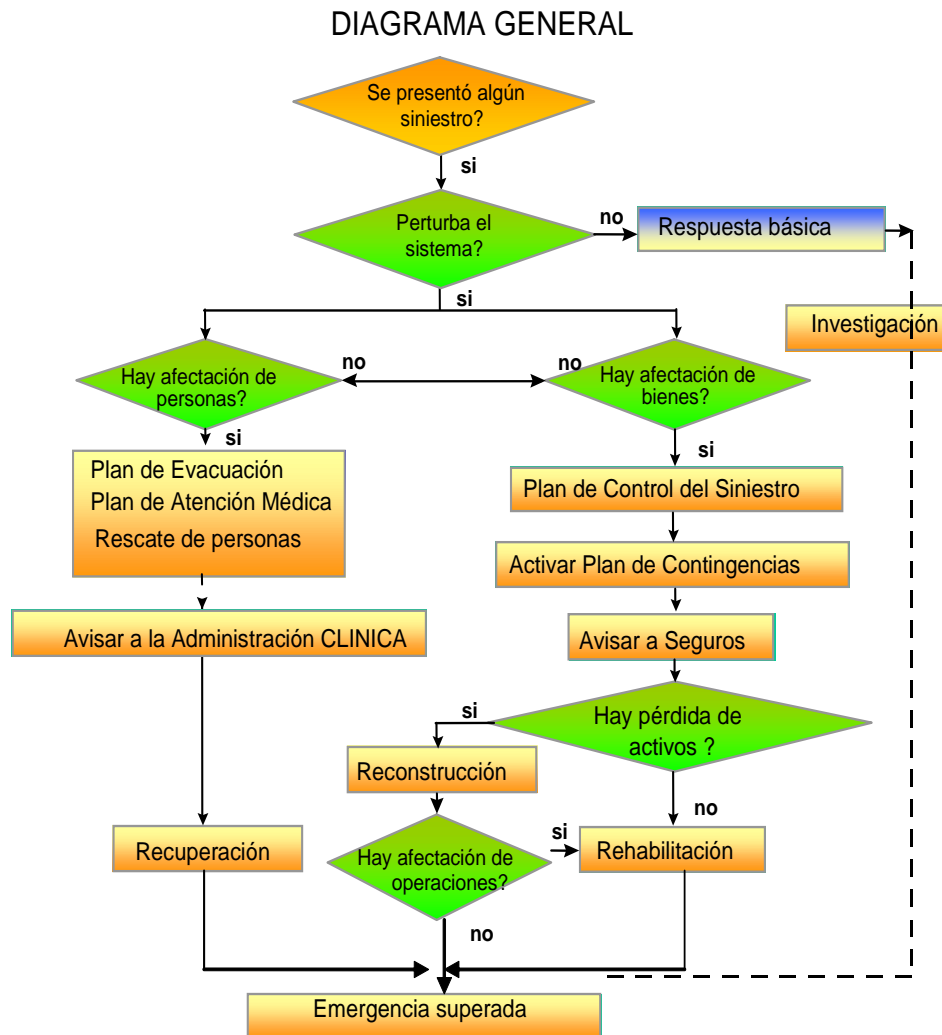 DIAGRAMA GENERAL
Se presentó algún
siniestro?
si
Perturba el
sistema?
no
Respuesta básica
si
Investigación
Hay afectación de
personas?
no
no
Hay afectación de
bienes?
si
si
Plan de Evacuación
Plan de Atención Médica
Rescate de personas
Plan de Control del Siniestro
Activar Plan de Contingencias
Avisar a la Administración CLINICA
Avisar a Seguros
Hay pérdida de
activos ?
si
Reconstrucción
no
Recuperación
Hay afectación de
operaciones?
si
Rehabilitación
no
Emergencia superada